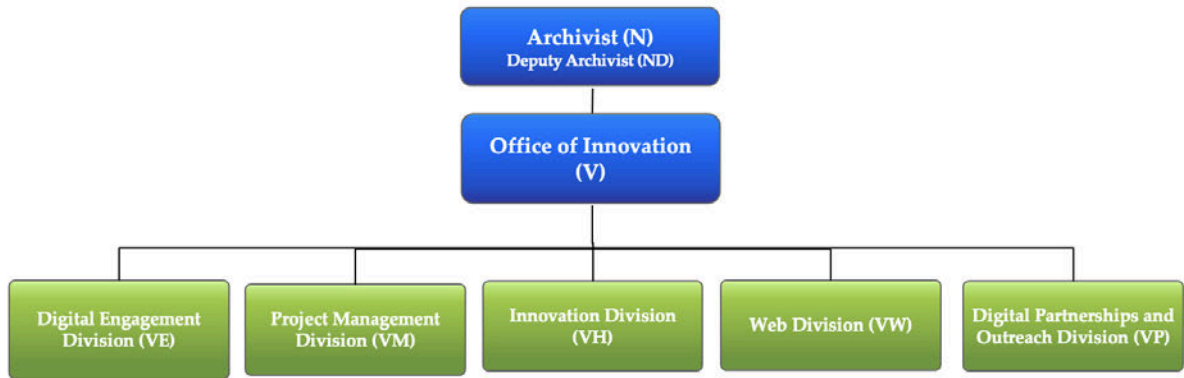 Archivist (N)
Deputy Archivist (ND)
Office of Innovation
(V)
Digital Engagement
Division (VE)
Project Management
Division (VM)
Innovation Division
(VH)
Web Division (VW)
Digital Partnerships and
Outreach Division (VP)